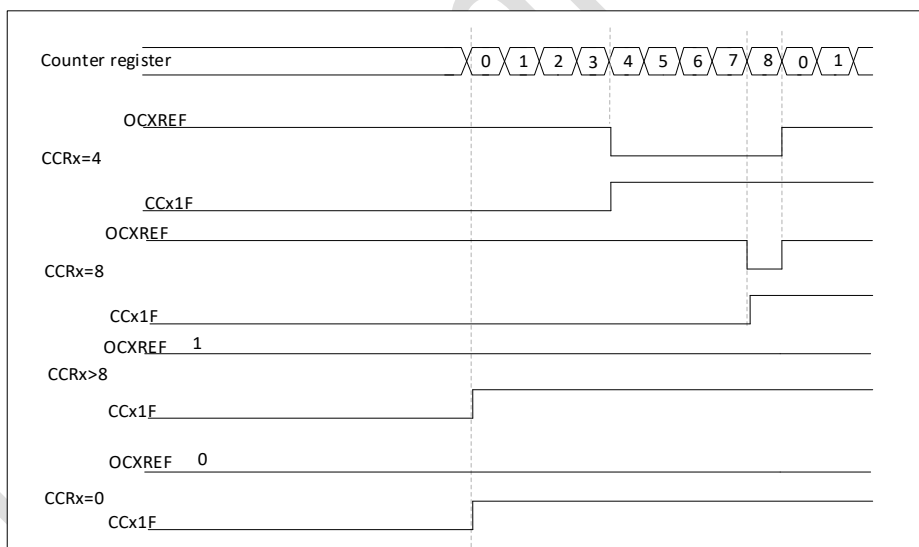 Counter register 0 1 2 3 4 5 6 7 8 0 1
OCXREF
CCRx=4
CCx1F
OCXREF
CCRx=8
CCx1F
OCXREF 1
CCRx>8
CCx1F
OCXREF 0
CCRx=0
CCx1F